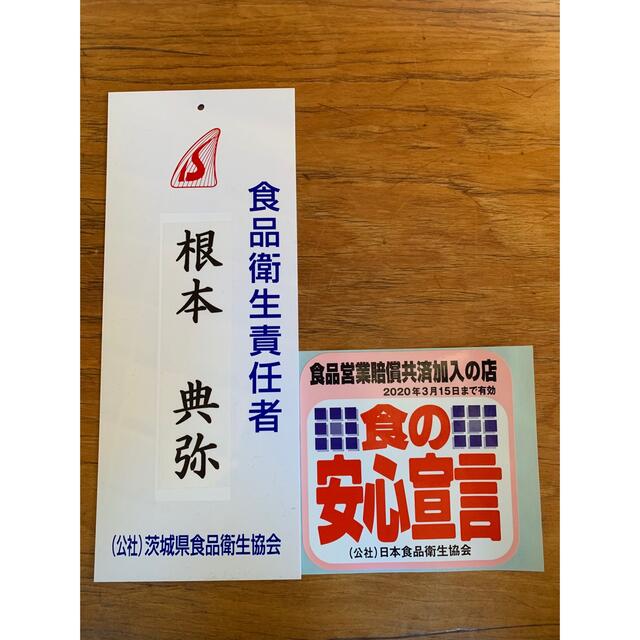 食品衛生責任者
根本 典弥
(公社)茨城県食品衛生協会
食品営業賠償共済加入の店
2020年3月15日まで有効
食の
安心宣言
(公社)日本食品衛生協会